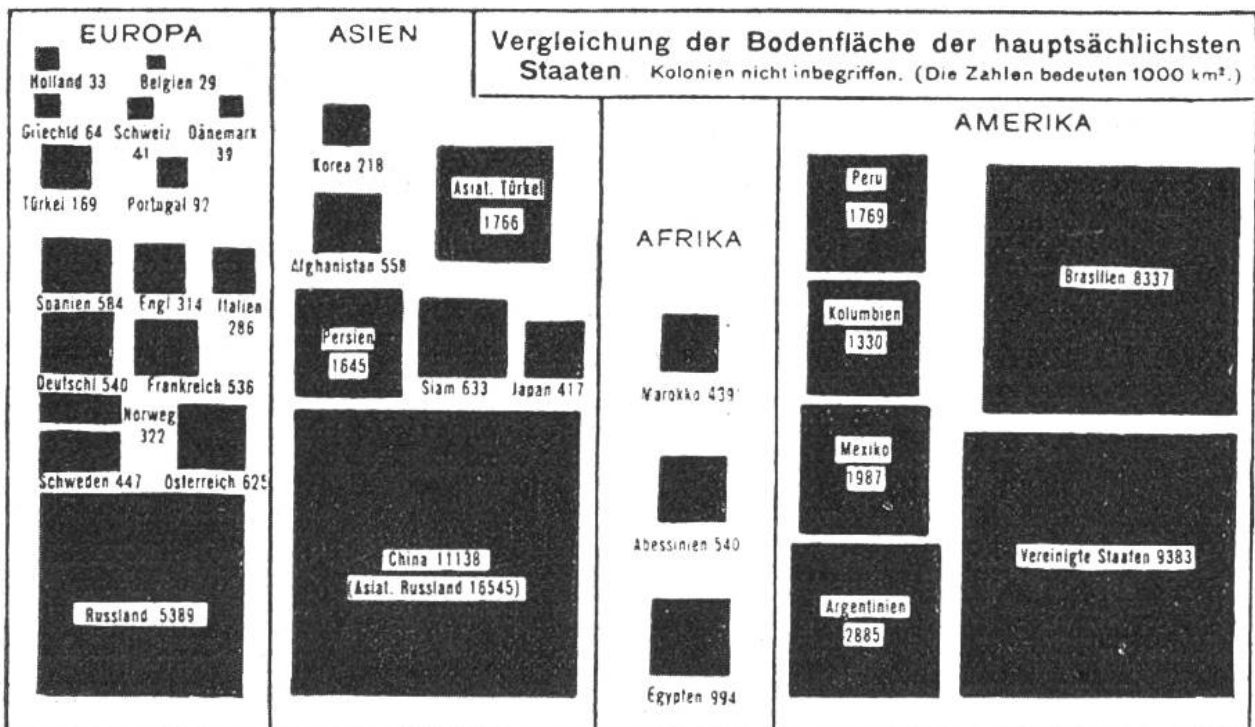 EUROPA
Holland 33
Belgien 29
Griechld 64
Schweiz
41
Dänemark
39
Türkei 169
Portugal 92
Spanien 584
Engl 314
Italien
286
Deutschl 540
Frankreich 536
Norweg
322
Schweden 447
Österreich 625
Russland 5389
ASIEN
Korea 218
Asiat. Türkei
1766
Afghanistan 558
Persien
1645
Siam 633
Japan 417
China 11138
(Asiat. Russland 16545)
Vergleichung der Bodenfläche der hauptsächlichsten
Staaten. Kolonien nicht inbegriffen. (Die Zahlen bedeuten 1000 km².)
AFRIKA
Marokko 439
Abessinien 540
Egypten 994
AMERIKA
Peru
1769
Brasilien 8337
Kolumbien
1330
Mexiko
1987
Vereinigte Staaten 9383
Argentinien
2885